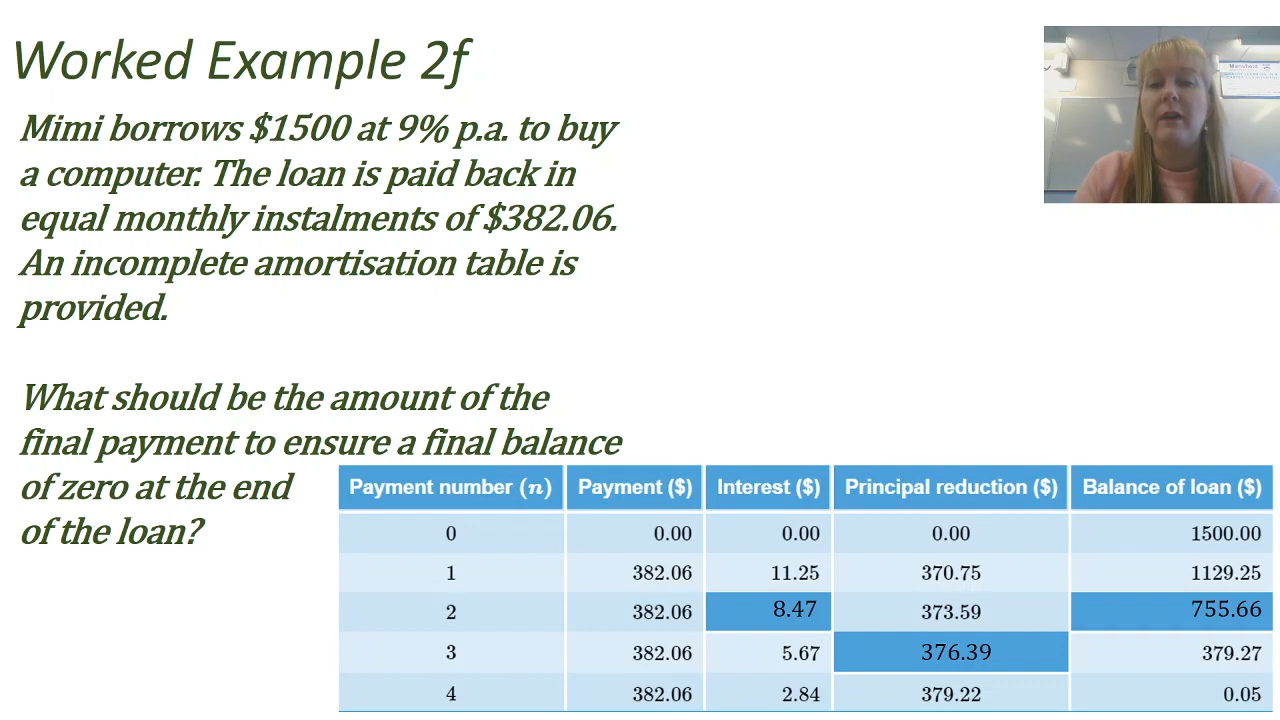 Worked Example 2f
Mimi borrows $1500 at 9% p.a. to buy
a computer. The loan is paid back in
equal monthly instalments of $382.06.
An incomplete amortisation table is
provided.
What should be the amount of the
final payment to ensure a final balance
of zero at the end
of the loan?
Payment number (n) Payment ($) Interest ($) Principal reduction ($) Balance of loan ($)
0 0.00 0.00 0.00 1500.00
1 382.06 11.25 370.75 1129.25
2 382.06 8.47 373.59 755.66
3 382.06 5.67 376.39 379.27
4 382.06 2.84 379.22 0.05